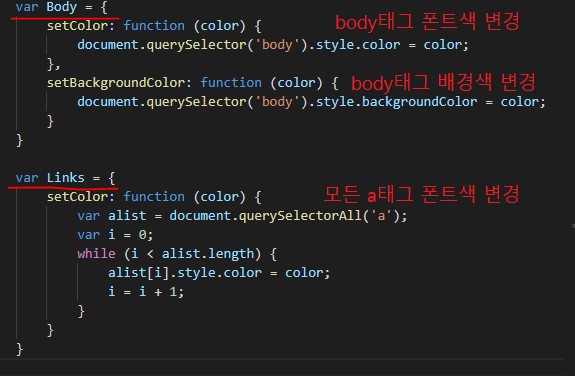 var Body = {
    setColor: function (color) {    body태그 폰트색 변경
        document.querySelector('body').style.color = color;
    },
    setBackgroundColor: function (color) {    body태그 배경색 변경
        document.querySelector('body').style.backgroundColor = color;
    }
}
var Links = {
    setColor: function (color) {    모든 a태그 폰트색 변경
        var alist = document.querySelectorAll('a');
        var i = 0;
        while (i < alist.length) {
            alist[i].style.color = color;
            i = i + 1;
        }
    }
}